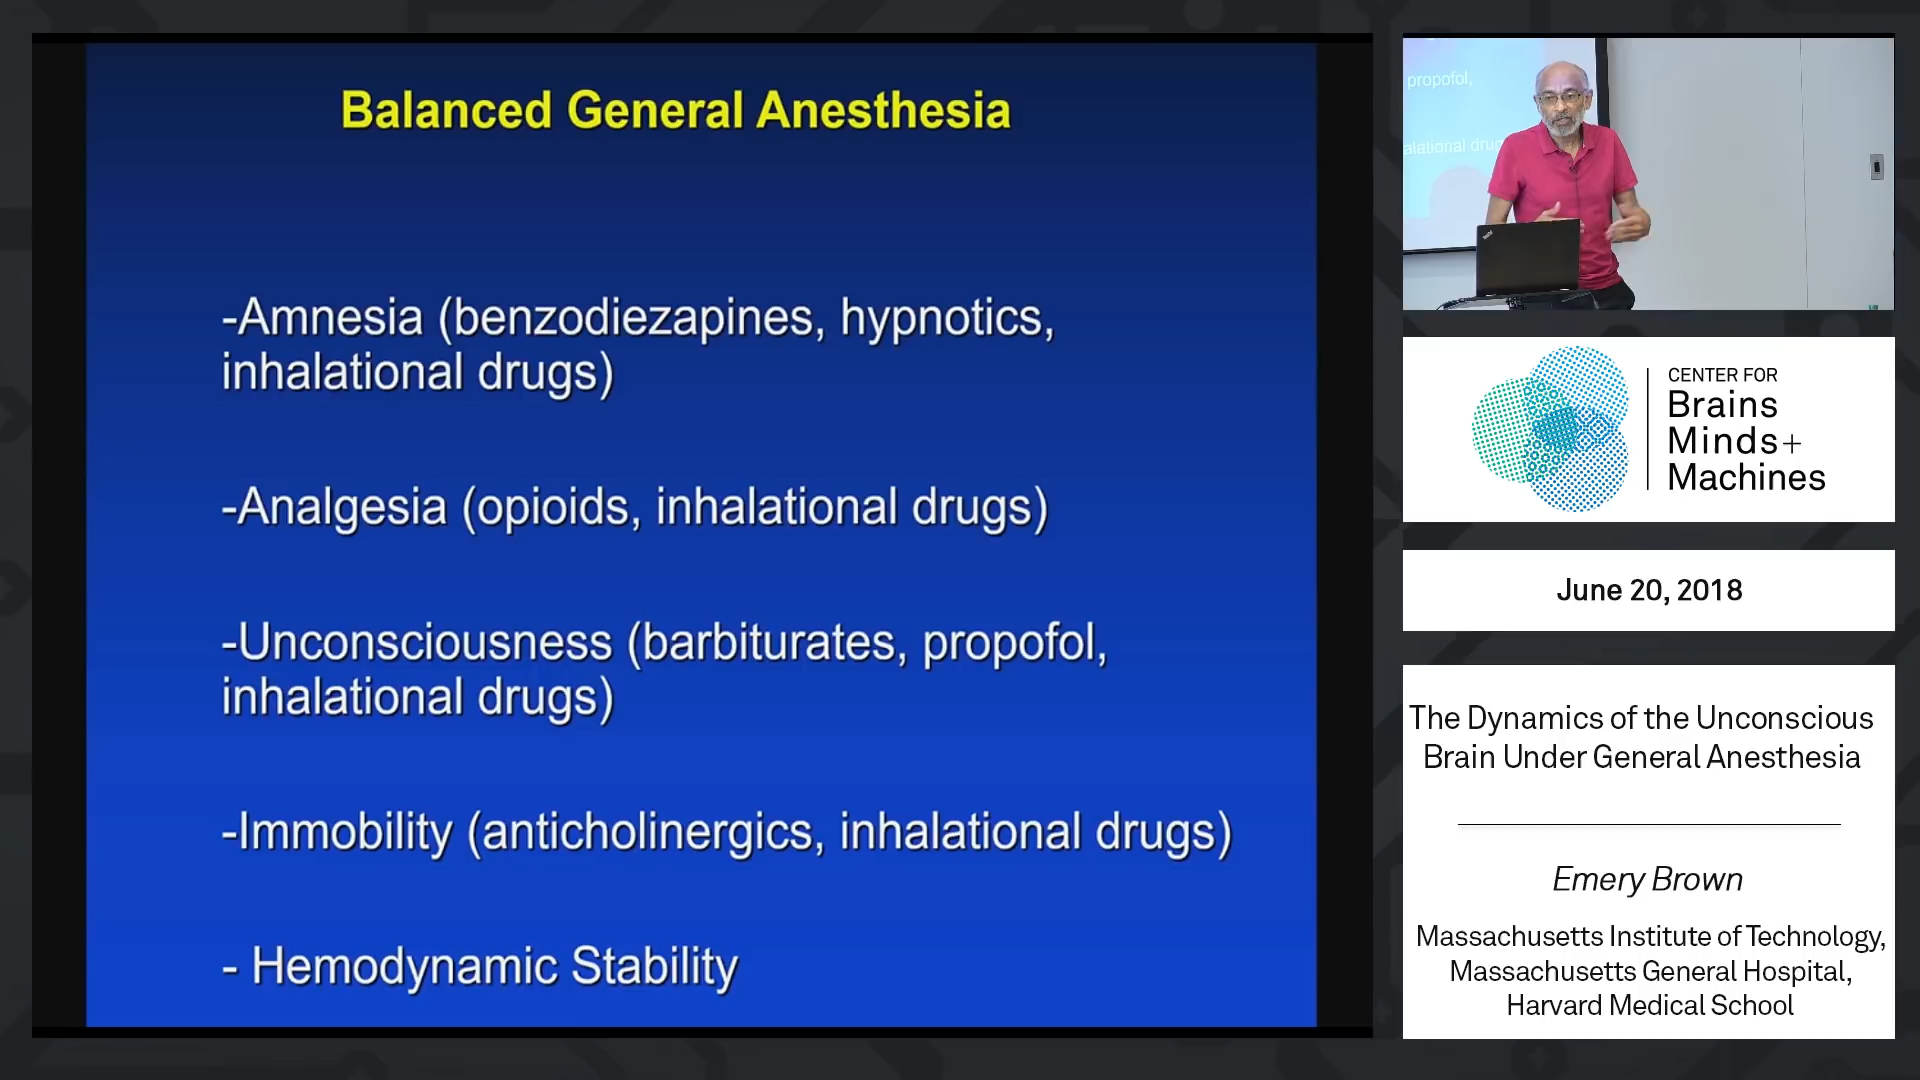 Balanced General Anesthesia
-Amnesia (benzodiezapines, hypnotics,
inhalational drugs)
-Analgesia (opioids, inhalational drugs)
-Unconsciousness (barbiturates, propofol,
inhalational drugs)
-Immobility (anticholinergics, inhalational drugs)
- Hemodynamic Stability
propofol,
alational drug
CENTER FOR
Brains
Minds+
Machines
June 20, 2018
The Dynamics of the Unconscious
Brain Under General Anesthesia
Emery Brown
Massachusetts Institute of Technology,
Massachusetts General Hospital,
Harvard Medical School